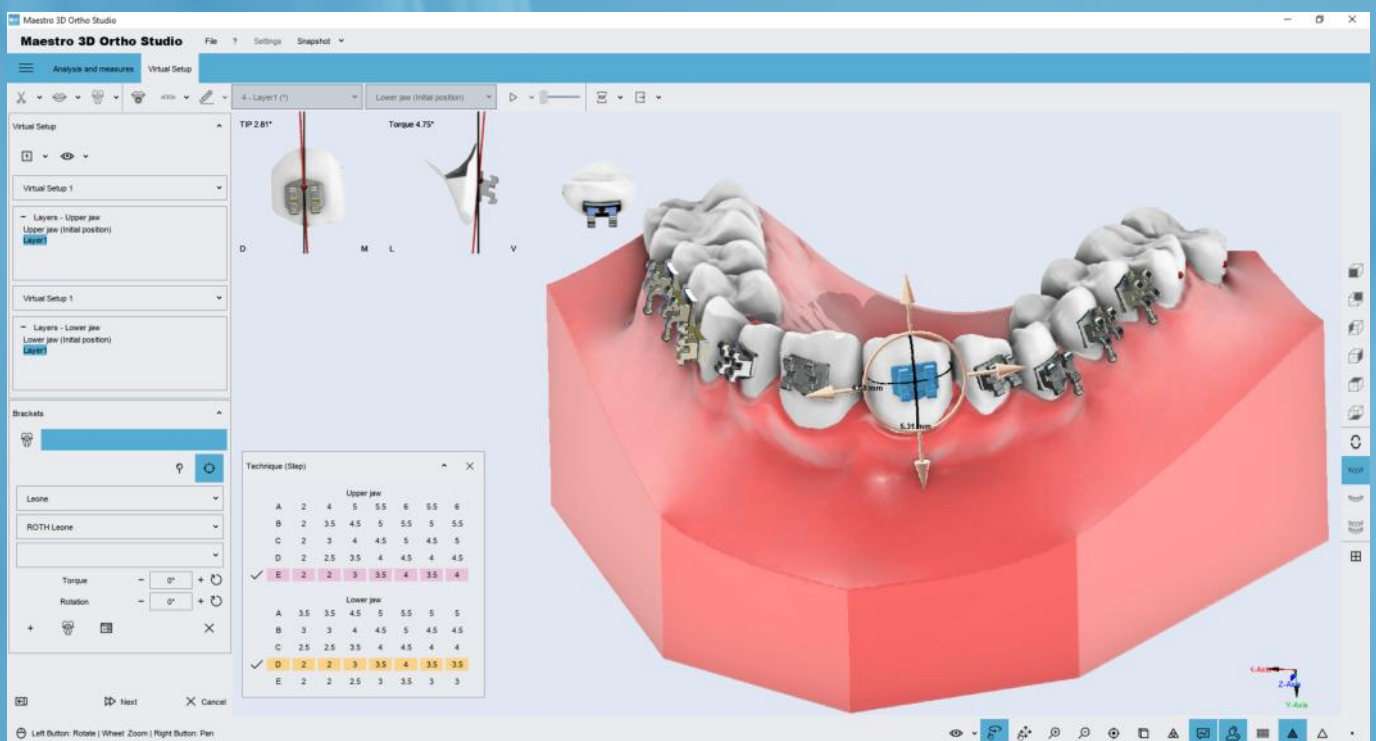 Maestro 3D Ortho Studio
Maestro 3D Ortho Studio File ? Settings Snapshot
Analysis and measures Virtual Setup
4 - Layer1 (*) Lower jaw (Initial position)
Virtual Setup
TIP 2.81° Torque 4.75°
1
Virtual Setup 1
- Layers - Upper jaw
Upper jaw (Initial position)
Layer1
D M L V
Virtual Setup 1
- Layers - Lower jaw
Lower jaw (Initial position)
Layer1
mm
5.31 mm
Brackets
Leone
ROTH Leone
Torque - 0° +
Rotation - 0° +
+
Next Cancel
Technique (Step)
Upper jaw
A 2 4 5 5.5 6 5.5 6
B 2 3.5 4.5 5 5.5 5 5.5
C 2 3 4 4.5 5 4.5 5
D 2 2.5 3.5 4 4.5 4 4.5
E 2 2 3 3.5 4 3.5 4
Lower jaw
A 3.5 3.5 4.5 5 5.5 5 5
B 3 3 4 4.5 5 4.5 4.5
C 2.5 2.5 3.5 4 4.5 4 4
D 2 2 3 3.5 4 3.5 3.5
E 2 2 2.5 3 3.5 3 3
X-Axis
Z-Axis
Y-Axis
Left Button: Rotate | Wheel: Zoom | Right Button: Pan